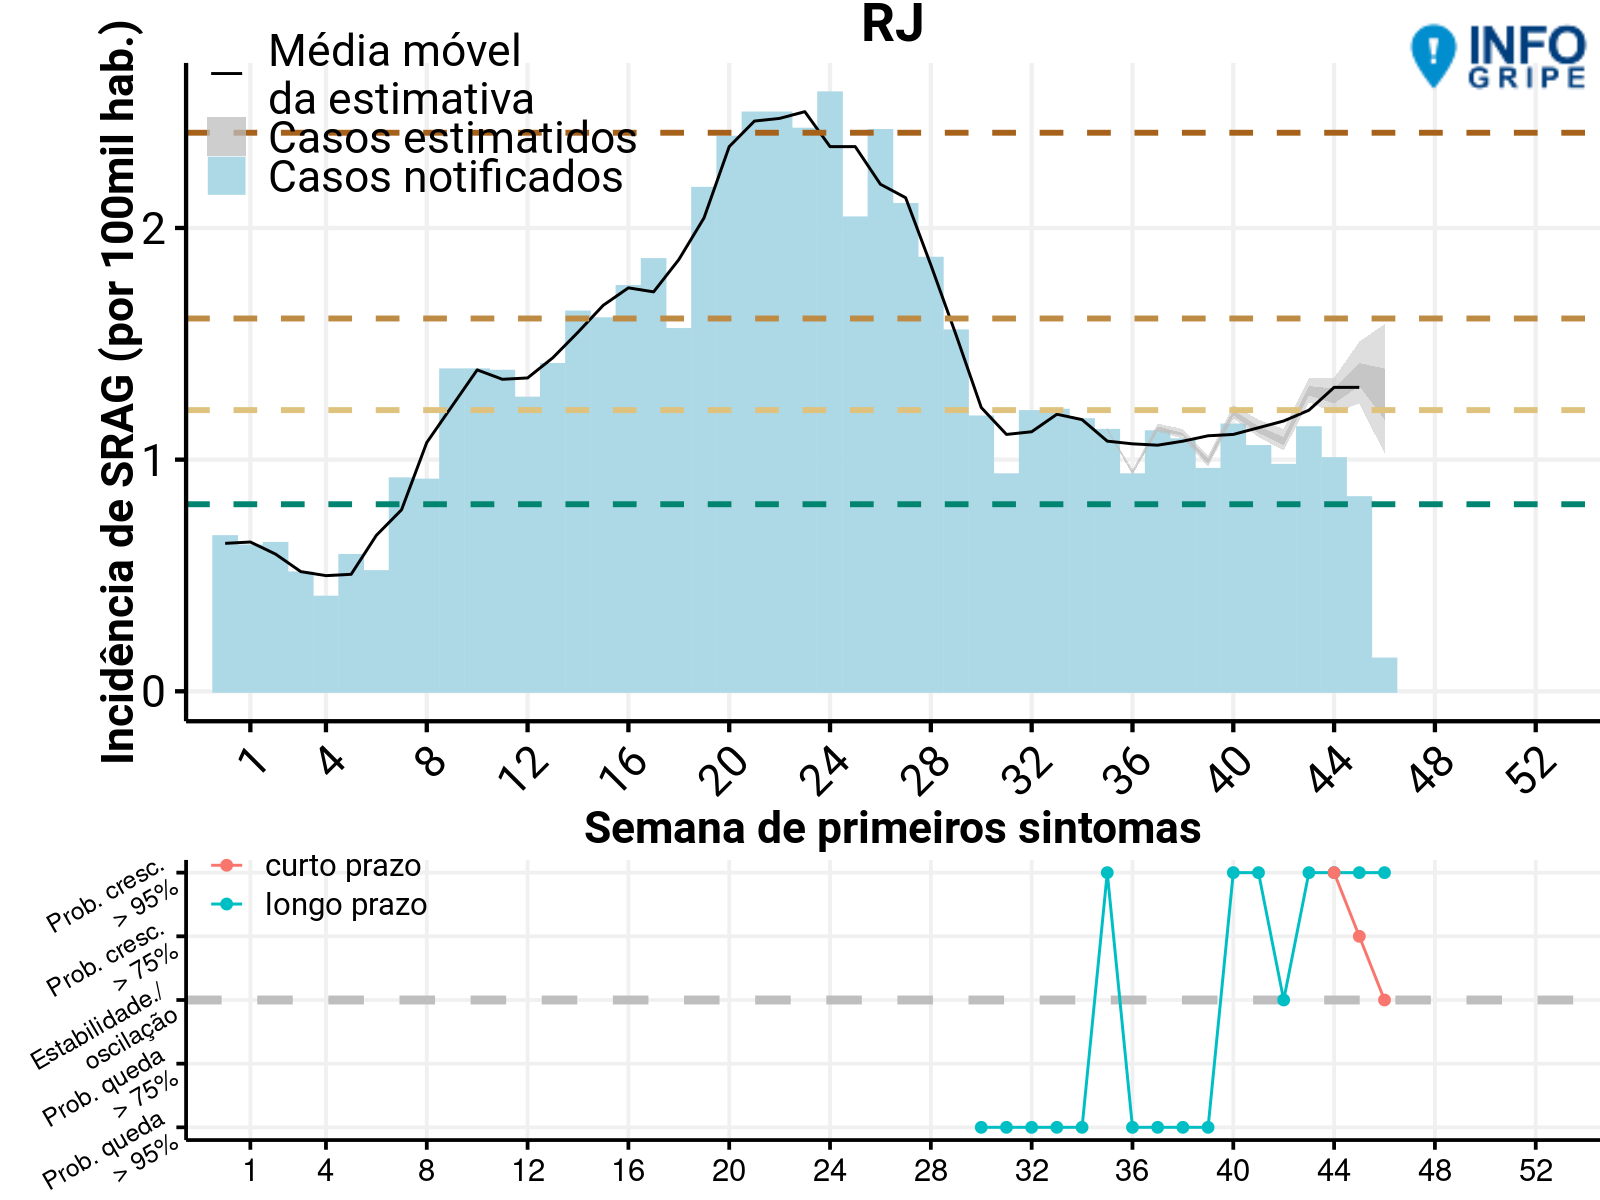 RJ
INFO
GRIPE
Média móvel
da estimativa
Casos estimatidos
Casos notificados
Incidência de SRAG (por 100mil hab.)
2
1
0
1 4 8 12 16 20 24 28 32 36 40 44 48 52
Semana de primeiros sintomas
curto prazo
longo prazo
Prob. cresc.
> 95%
Prob. cresc.
> 75%
Estabilidade./
oscilação
Prob. queda
> 75%
Prob. queda
> 95%
1 4 8 12 16 20 24 28 32 36 40 44 48 52